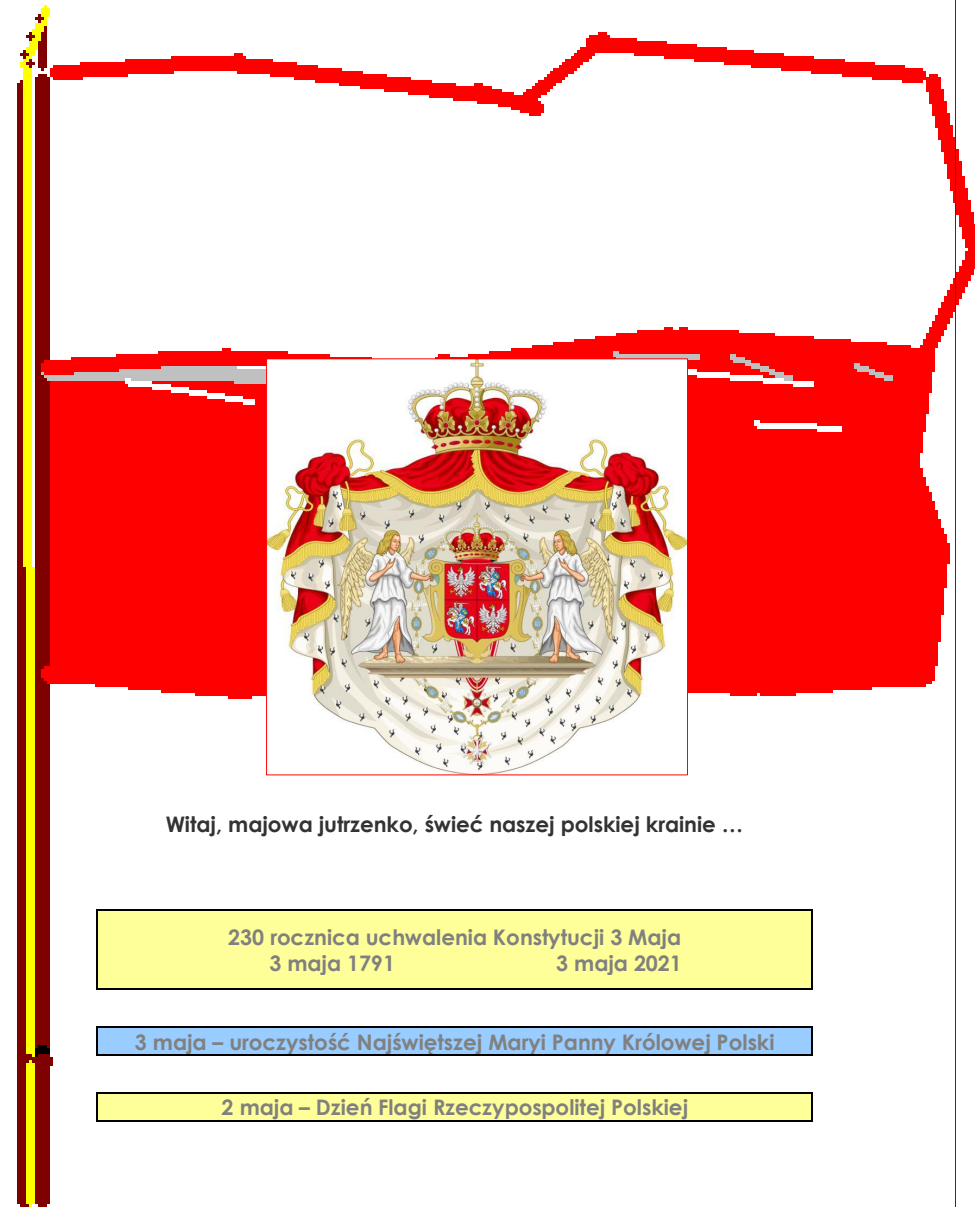 Witaj, majowa jutrzenko, świeć naszej polskiej krainie …
230 rocznica uchwalenia Konstytucji 3 Maja
3 maja 1791 3 maja 2021
3 maja – uroczystość Najświętszej Maryi Panny Królowej Polski
2 maja – Dzień Flagi Rzeczypospolitej Polskiej